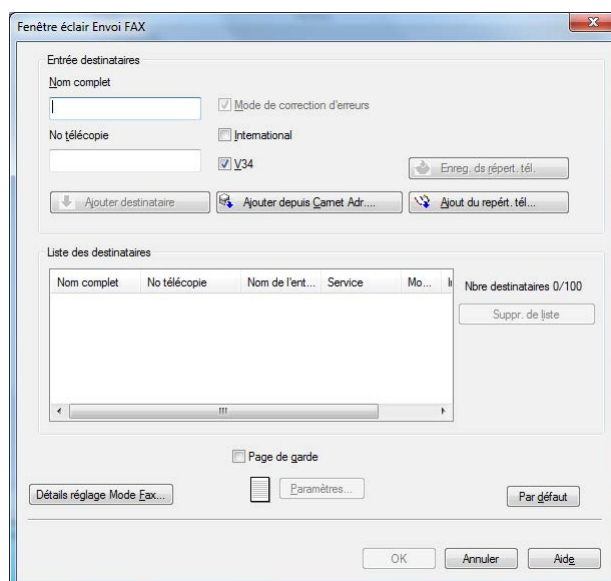 Fenêtre éclair Envoi FAX
Entrée destinataires
Nom complet
Mode de correction d'erreurs
No télécopie
International
V34
Enreg. ds répert. tél.
Ajouter destinataire
Ajouter depuis Carnet Adr....
Ajout du repért. tél...
Liste des destinataires
Nom complet No télécopie Nom de l'ent... Service Mo... I
Nbre destinataires 0/100
Suppr. de liste
Page de garde
Détails réglage Mode Fax...
Paramètres...
Par défaut
OK Annuler Aide